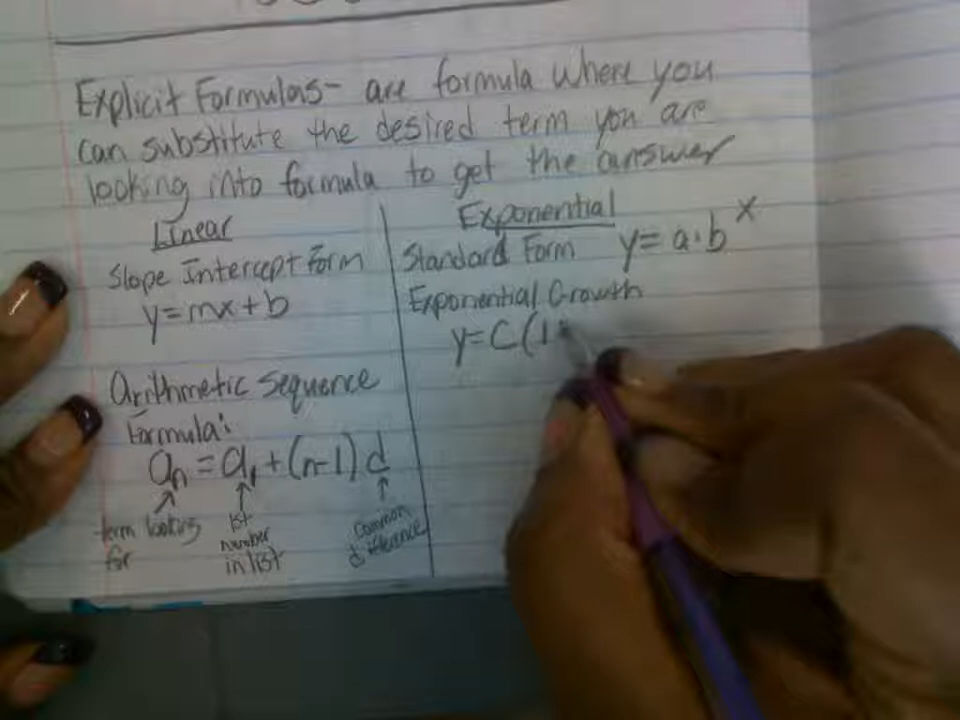 Explicit Formulas- are formula where you
can substitute the desired term you are
looking into formula to get the answer
Linear
Slope Intercept Form
y=mx+b
Arithmetic Sequence
Formula:
aₙ = a₁ + (n-1) d
term looking
for
1st
number
in list
common
difference
Exponential
Standard Form y= a·bˣ
Exponential Growth
y=C(1